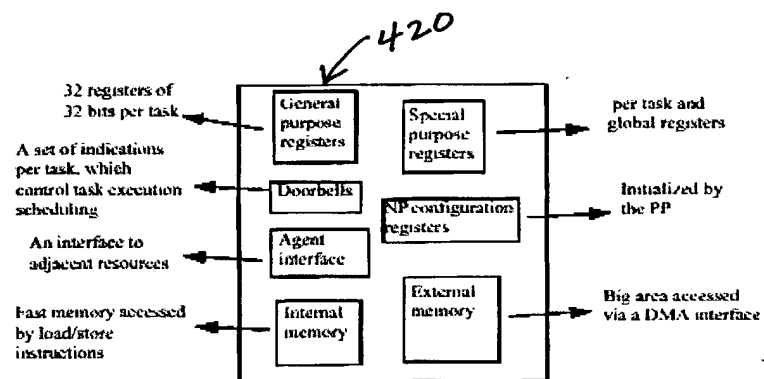 420
32 registers of
32 bits per task
General
purpose
registers
Special
purpose
registers
per task and
global registers
A set of indications
per task, which
control task execution
scheduling
Doorbells
NP configuration
registers
Initialized by
the PP
An interface to
adjacent resources
Agent
interface
Fast memory accessed
by load/store
instructions
Internal
memory
External
memory
Big area accessed
via a DMA interface